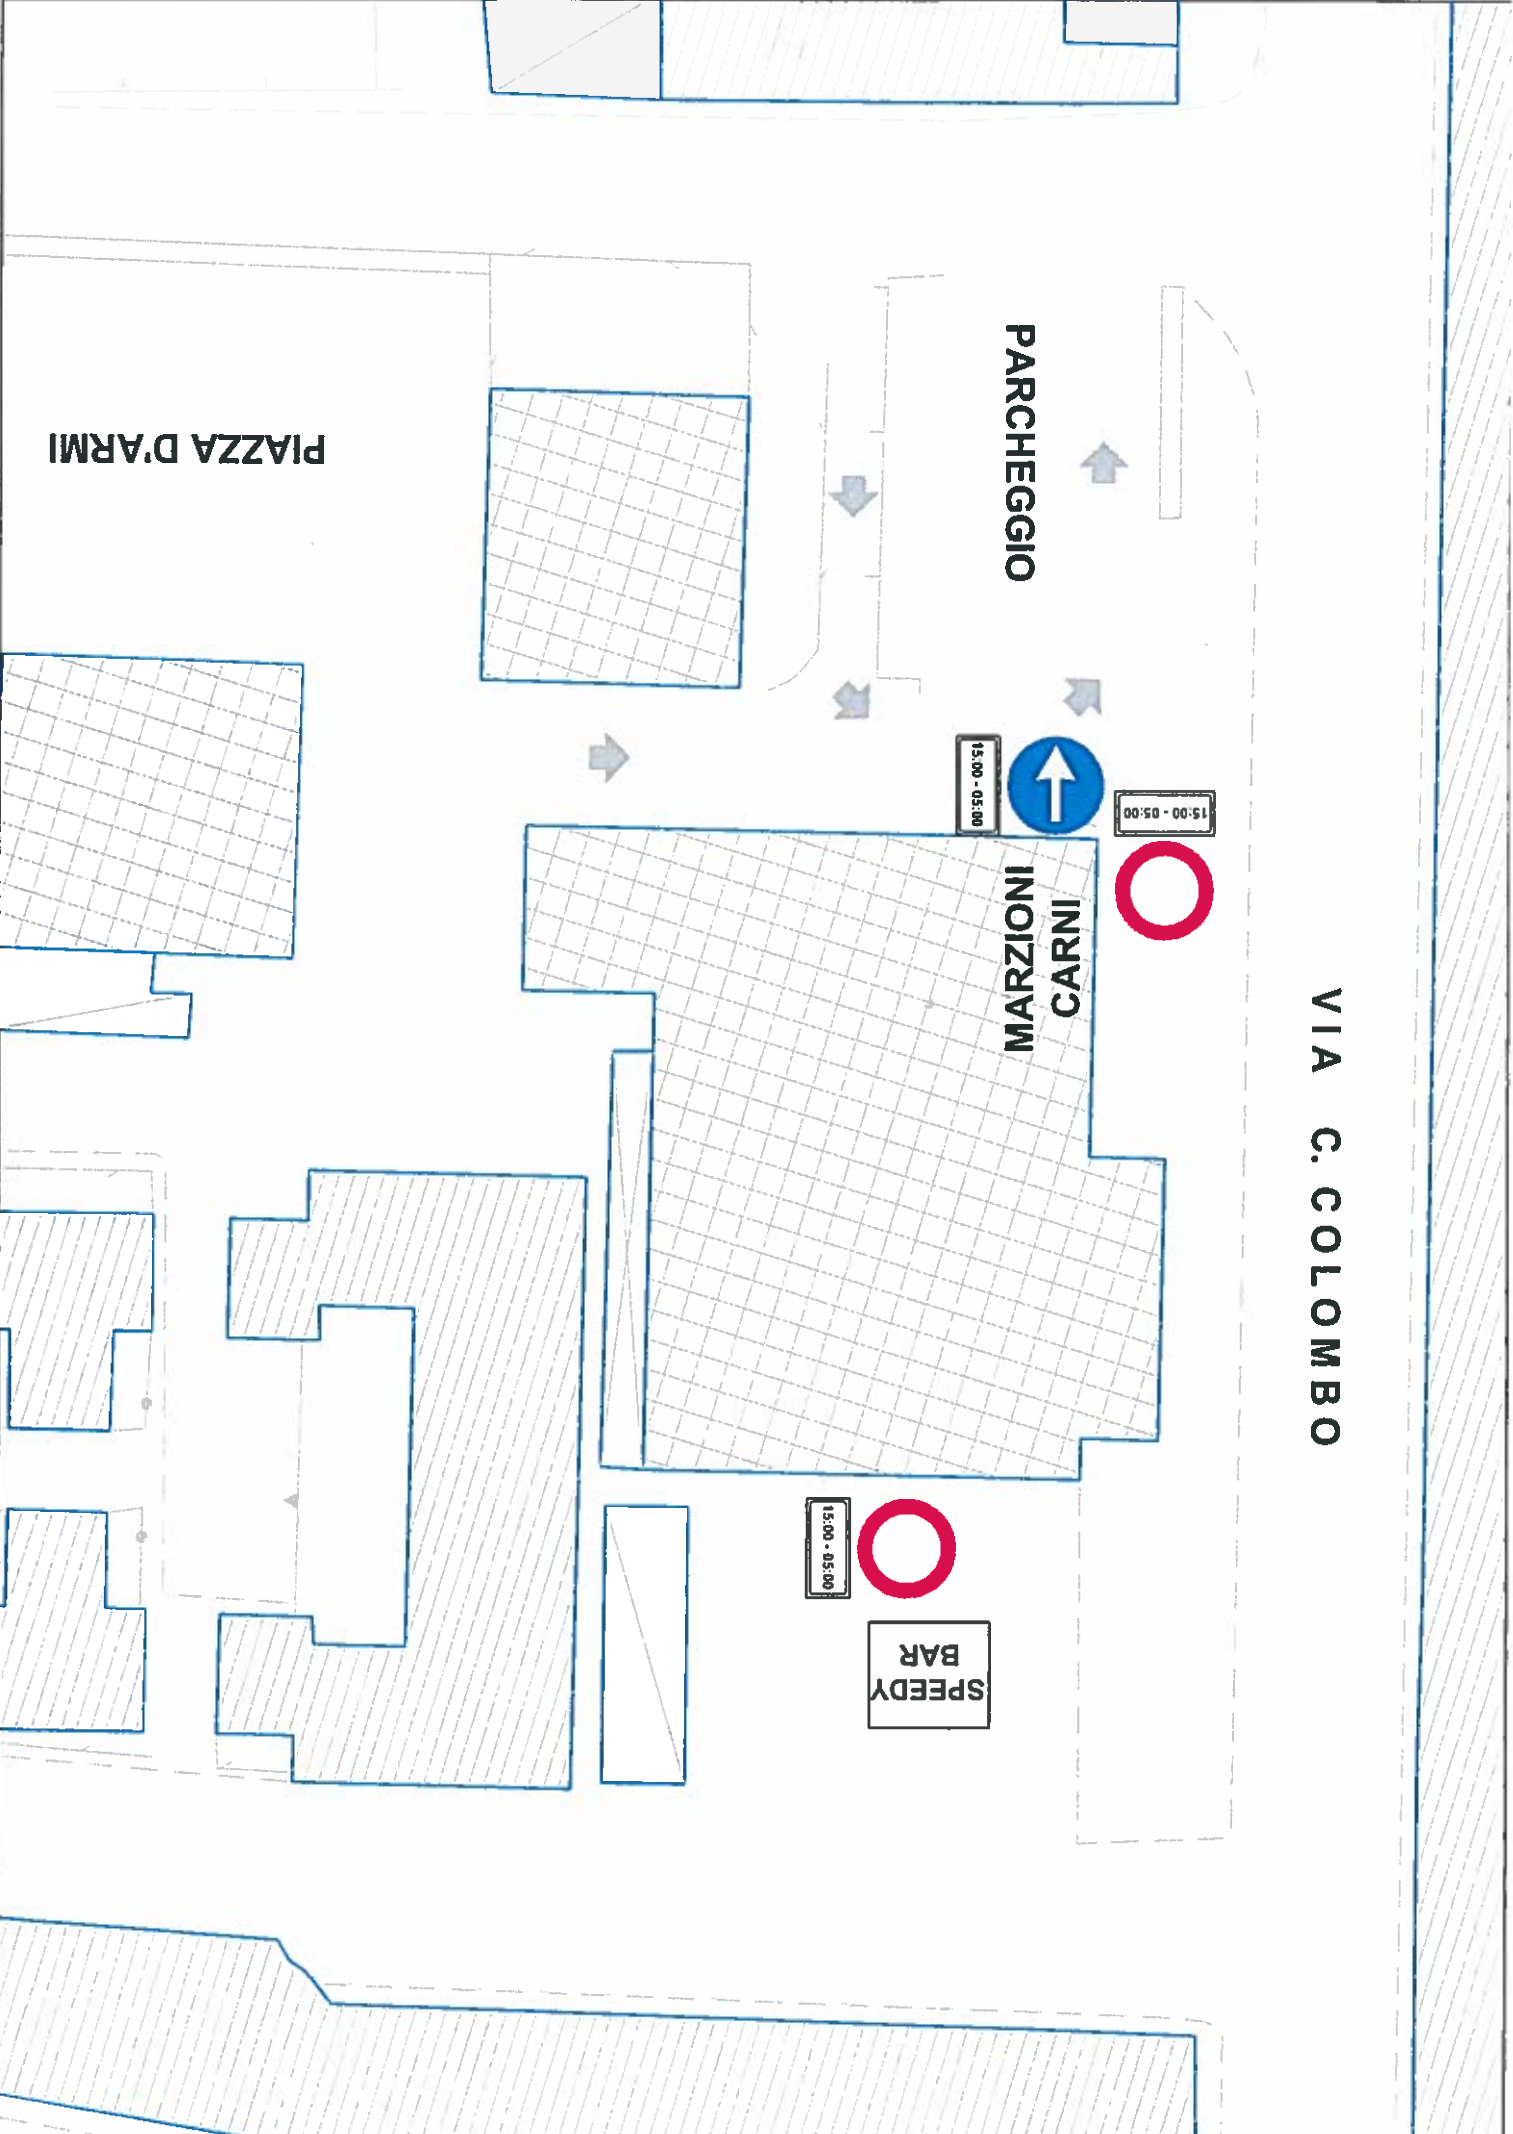 PIAZZA D'ARMI
PARCHEGGIO
15:00 - 05:00
15:00 - 05:00
CARNI
MARZIONI
VIA C. COLOMBO
15:00 - 05:00
SPEEDY
BAR